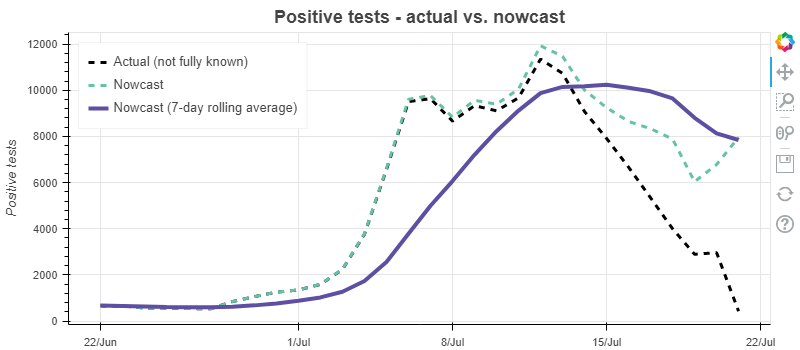 Positive tests - actual vs. nowcast
Actual (not fully known)
Nowcast
Nowcast (7-day rolling average)
Positive tests
12000
10000
8000
6000
4000
2000
0
22/Jun
1/Jul
8/Jul
15/Jul
22/Jul